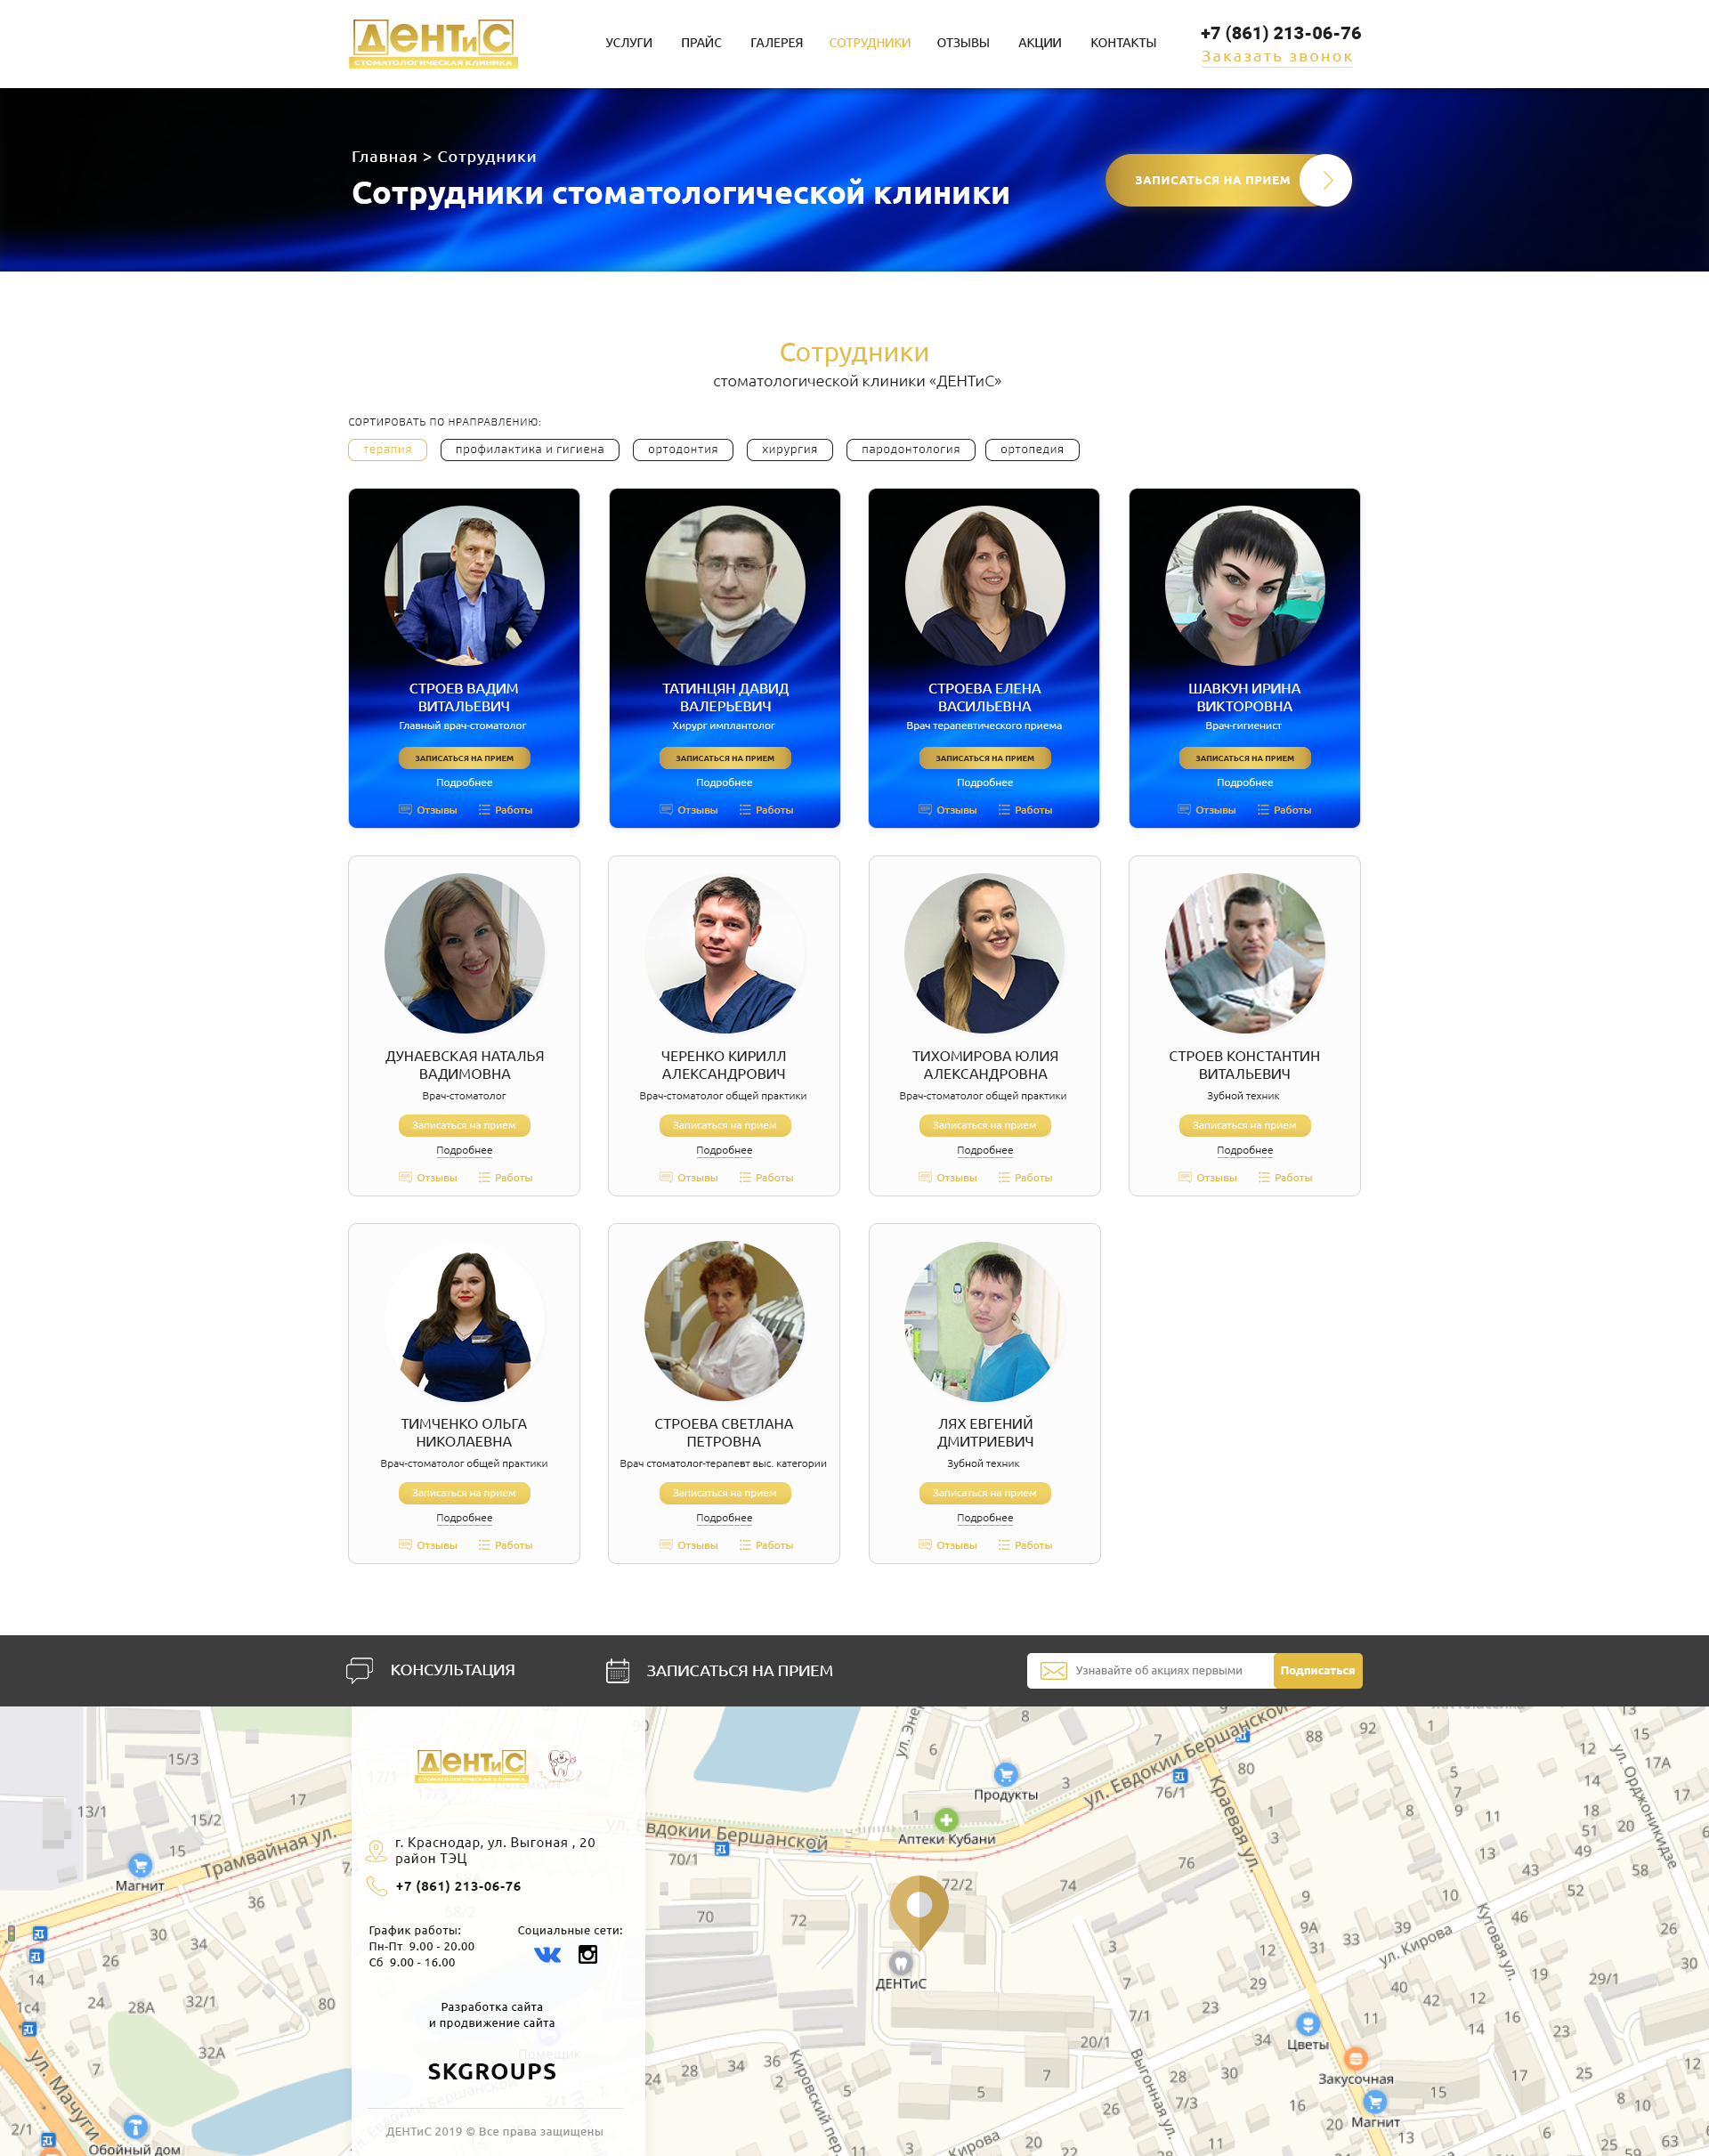 ДЕНТиС
СТОМАТОЛОГИЧЕСКАЯ КЛИНИКА
УСЛУГИ ПРАЙС ГАЛЕРЕЯ СОТРУДНИКИ ОТЗЫВЫ АКЦИИ КОНТАКТЫ
+7 (861) 213-06-76
Заказать звонок
Главная > Сотрудники
Сотрудники стоматологической клиники
ЗАПИСАТЬСЯ НА ПРИЕМ
Сотрудники
стоматологической клиники «ДЕНТиС»
СОРТИРОВАТЬ ПО НРАПРАВЛЕНИЮ:
терапия профилактика и гигиена ортодонтия хирургия пародонтология ортопедия
СТРОЕВ ВАДИМ
ВИТАЛЬЕВИЧ
Главный врач-стоматолог
ЗАПИСАТЬСЯ НА ПРИЕМ
Подробнее
Отзывы Работы
ТАТИНЦЯН ДАВИД
ВАЛЕРЬЕВИЧ
Хирург имплантолог
ЗАПИСАТЬСЯ НА ПРИЕМ
Подробнее
Отзывы Работы
СТРОЕВА ЕЛЕНА
ВАСИЛЬЕВНА
Врач терапевтического приема
ЗАПИСАТЬСЯ НА ПРИЕМ
Подробнее
Отзывы Работы
ШАВКУН ИРИНА
ВИКТОРОВНА
Врач-гигиенист
ЗАПИСАТЬСЯ НА ПРИЕМ
Подробнее
Отзывы Работы
ДУНАЕВСКАЯ НАТАЛЬЯ
ВАДИМОВНА
Врач-стоматолог
Записаться на прием
Подробнее
Отзывы Работы
ЧЕРЕНКО КИРИЛЛ
АЛЕКСАНДРОВИЧ
Врач-стоматолог общей практики
Записаться на прием
Подробнее
Отзывы Работы
ТИХОМИРОВА ЮЛИЯ
АЛЕКСАНДРОВНА
Врач-стоматолог общей практики
Записаться на прием
Подробнее
Отзывы Работы
СТРОЕВ КОНСТАНТИН
ВИТАЛЬЕВИЧ
Зубной техник
Записаться на прием
Подробнее
Отзывы Работы
ТИМЧЕНКО ОЛЬГА
НИКОЛАЕВНА
Врач-стоматолог общей практики
Записаться на прием
Подробнее
Отзывы Работы
СТРОЕВА СВЕТЛАНА
ПЕТРОВНА
Врач стоматолог-терапевт выс. категории
Записаться на прием
Подробнее
Отзывы Работы
ЛЯХ ЕВГЕНИЙ
ДМИТРИЕВИЧ
Зубной техник
Записаться на прием
Подробнее
Отзывы Работы
КОНСУЛЬТАЦИЯ
ЗАПИСАТЬСЯ НА ПРИЕМ
Узнавайте об акциях первыми
Подписаться
ДЕНТиС
СТОМАТОЛОГИЧЕСКАЯ КЛИНИКА
г. Краснодар, ул. Выгоная , 20
район ТЭЦ
+7 (861) 213-06-76
График работы:
Пн-Пт 9.00 - 20.00
Сб 9.00 - 16.00
Социальные сети:
Разработка сайта
и продвижение сайта
SKGROUPS
ДЕНТиС 2019 © Все права защищены
Трамвайная ул.
Магнит
ул. Мачуги
Обойный дом
ул. Евдокии Бершанской
ул. Евдокии Бершанской
Продукты
Аптеки Кубани
ДЕНТиС
Краевая ул.
ул. Орджоникидзе
Кутовая ул.
ул. Кирова
Цветы
Закусочная
Магнит
Выгонная ул.
Кировский пер.
Кирова